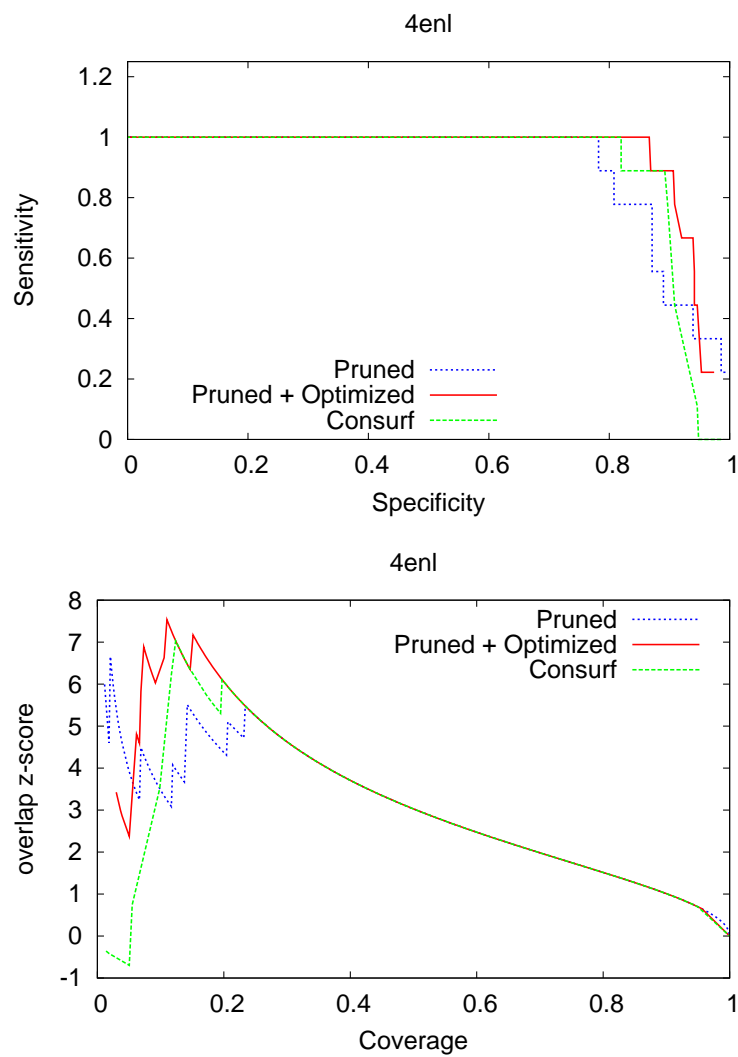 4enl
1.2
1
0.8
0.6
0.4
0.2
0
Sensitivity
Pruned
Pruned + Optimized
Consurf
0 0.2 0.4 0.6 0.8 1
Specificity
4enl
8
7
6
5
4
3
2
1
0
-1
overlap z-score
Pruned
Pruned + Optimized
Consurf
0 0.2 0.4 0.6 0.8 1
Coverage